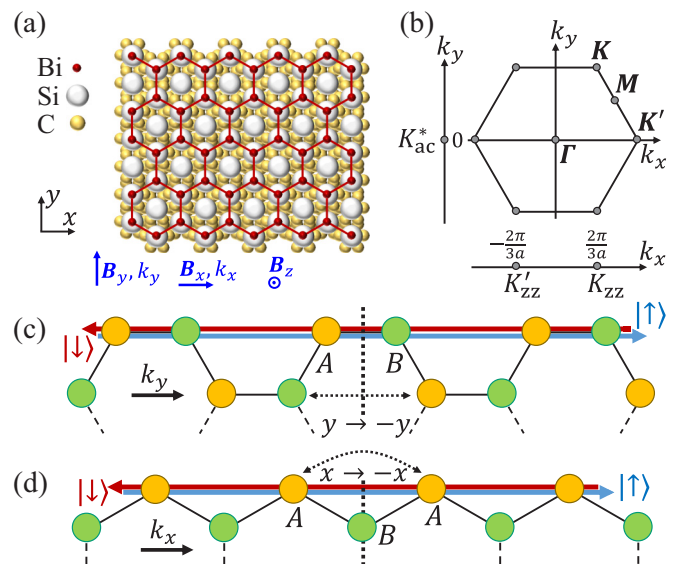 (a)
Bi
Si
C
y
x
B_y, k_y
B_x, k_x
B_z
(b)
k_y
k_y
K
M
K′
K*_ac
0
Γ
k_x
−2π/3a
2π/3a
k_x
K′_zz
K_zz
(c)
|↑⟩
|↓⟩
A
B
k_y
y → −y
(d)
x → −x
|↓⟩
|↑⟩
A
A
B
k_x